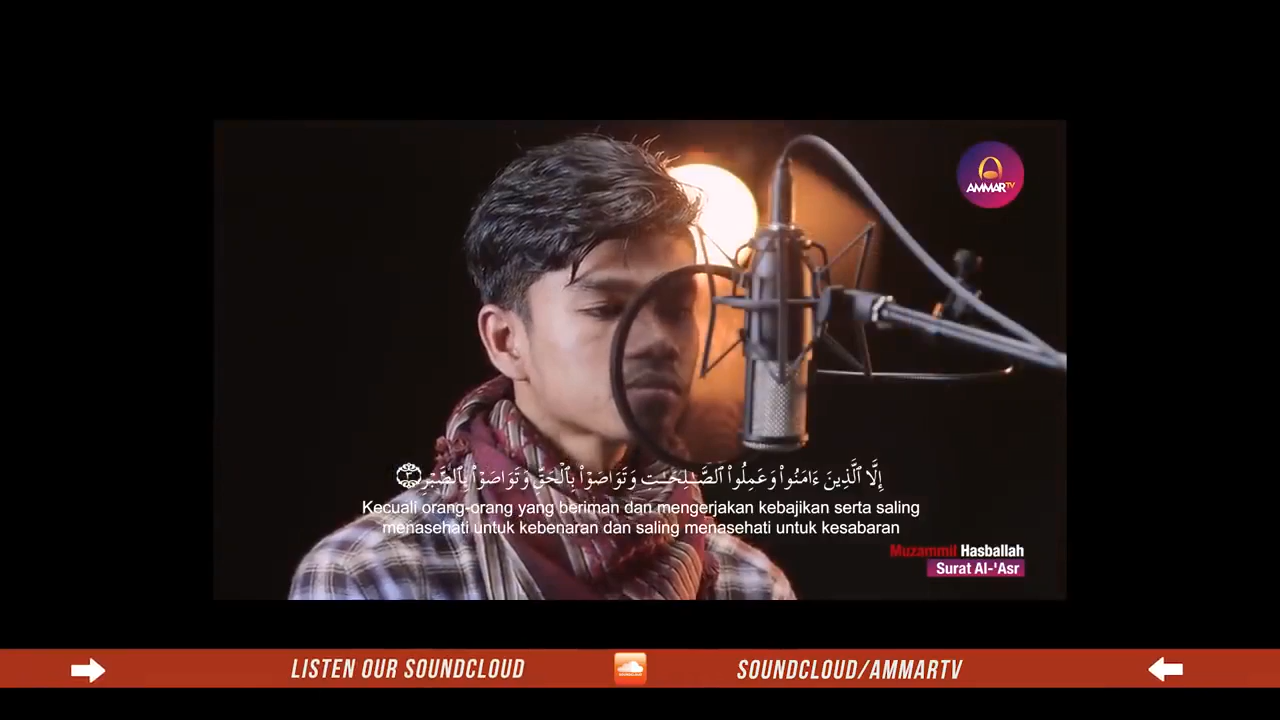 AMMARTV
إِلَّا ٱلَّذِينَ ءَامَنُوا۟ وَعَمِلُوا۟ ٱلصَّـٰلِحَـٰتِ وَتَوَاصَوْا۟ بِٱلْحَقِّ وَتَوَاصَوْا۟ بِٱلصَّبْرِ ٣
Kecuali orang-orang yang beriman dan mengerjakan kebajikan serta saling
menasehati untuk kebenaran dan saling menasehati untuk kesabaran
Muzammil Hasballah
Surat Al-'Asr
LISTEN OUR SOUNDCLOUD SOUNDCLOUD SOUNDCLOUD/AMMARTV